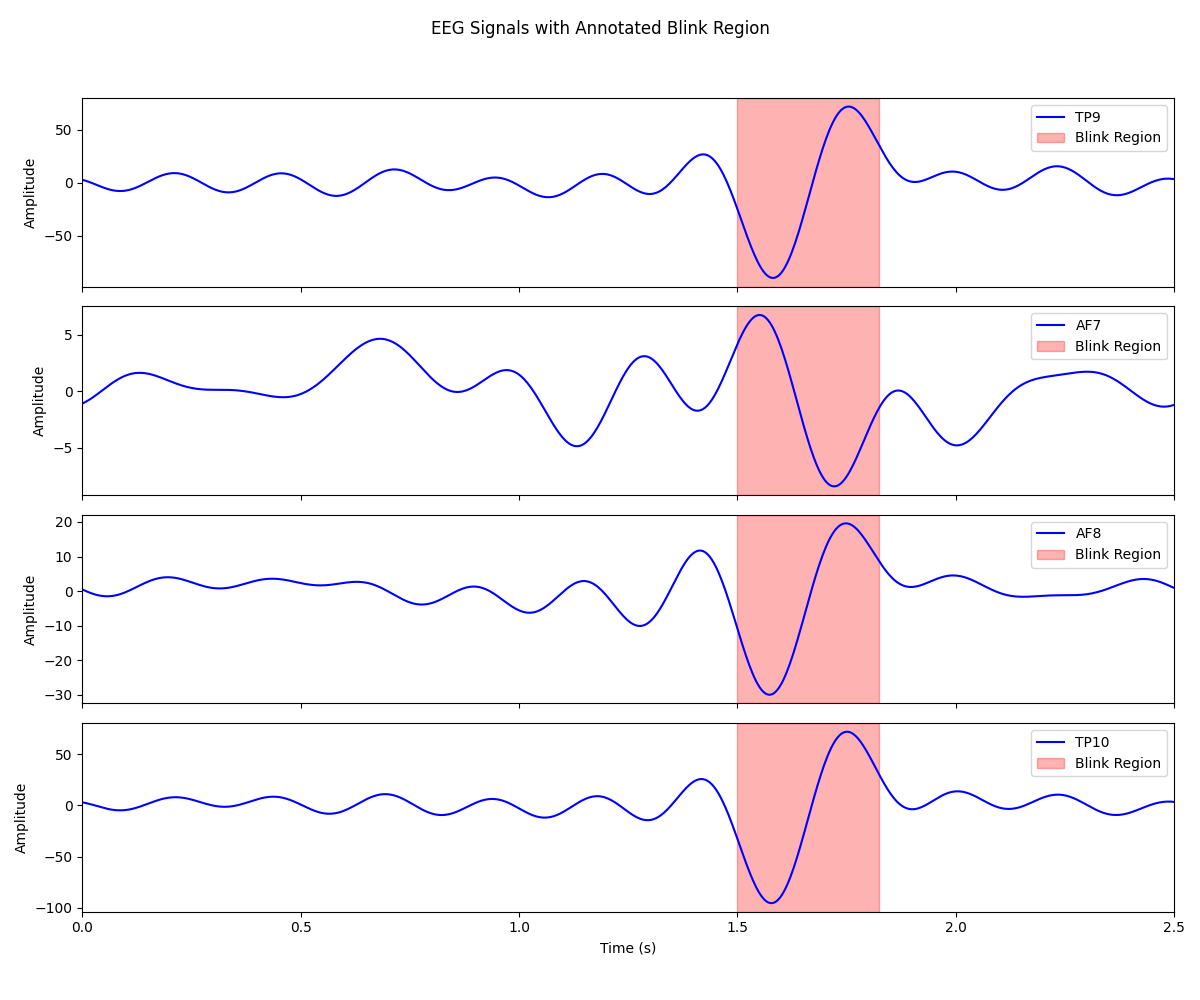 EEG Signals with Annotated Blink Region
TP9
Blink Region
Amplitude
50
0
−50
AF7
Blink Region
Amplitude
5
0
−5
AF8
Blink Region
Amplitude
20
10
0
−10
−20
−30
TP10
Blink Region
Amplitude
50
0
−50
−100
0.0 0.5 1.0 1.5 2.0 2.5
Time (s)